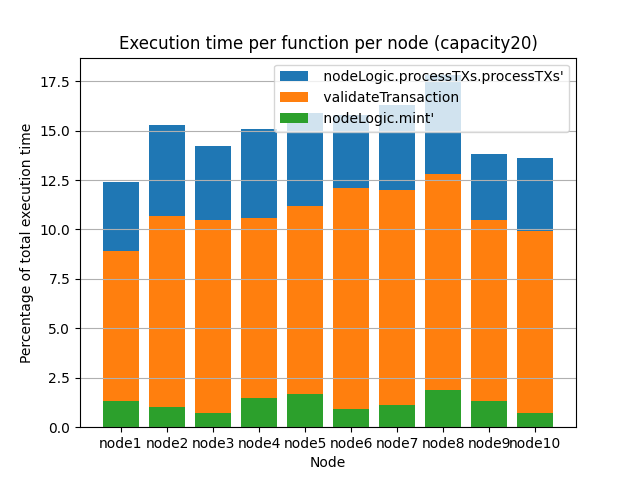 Execution time per function per node (capacity20)
nodeLogic.processTXs.processTXs'
validateTransaction
nodeLogic.mint'
Percentage of total execution time
17.5
15.0
12.5
10.0
7.5
5.0
2.5
0.0
node1 node2 node3 node4 node5 node6 node7 node8 node9 node10
Node